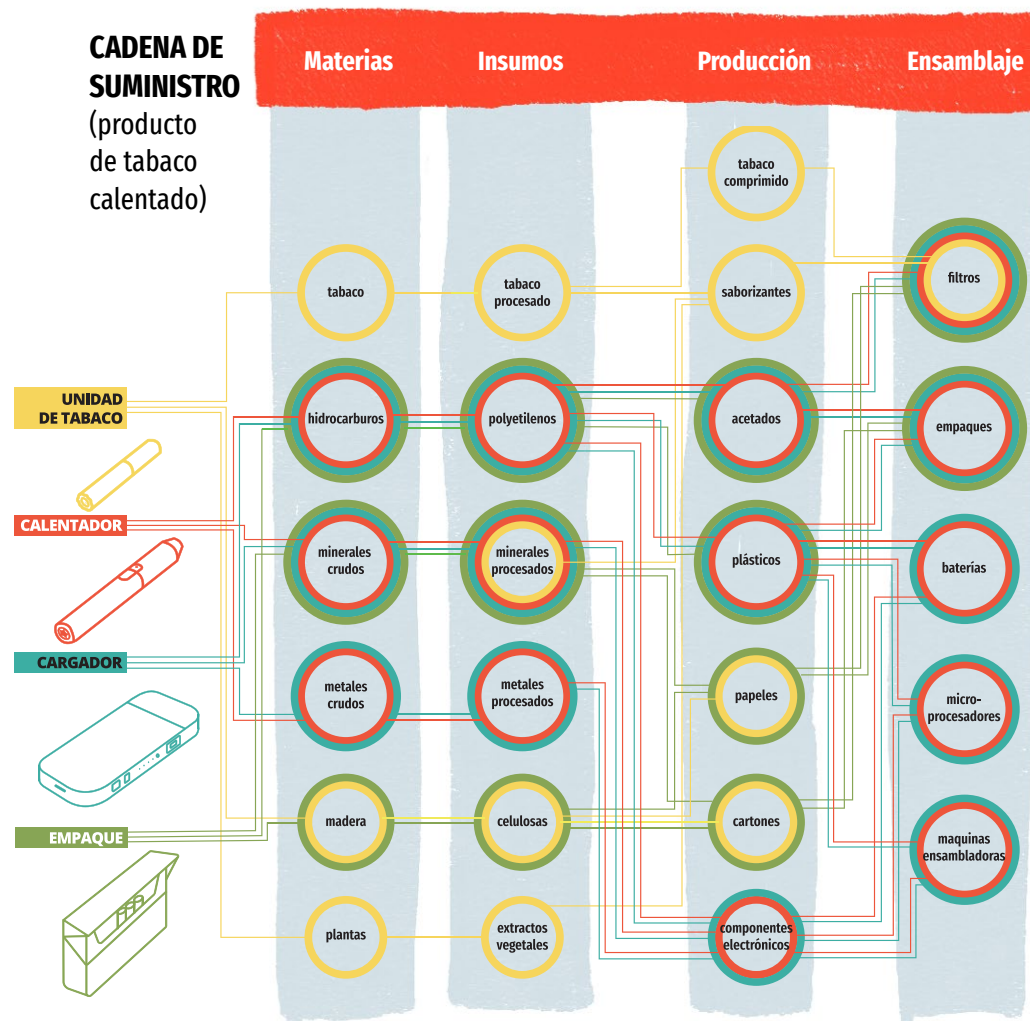 CADENA DE
SUMINISTRO
(producto
de tabaco
calentado)
Materias
Insumos
Producción
Ensamblaje
UNIDAD
DE TABACO
CALENTADOR
CARGADOR
EMPAQUE
tabaco
hidrocarburos
minerales
crudos
metales
crudos
madera
plantas
tabaco
procesado
polyetilenos
minerales
procesados
metales
procesados
celulosas
extractos
vegetales
tabaco
comprimido
saborizantes
acetados
plásticos
papeles
cartones
componentes
electrónicos
filtros
empaques
baterías
micro-
procesadores
maquinas
ensambladoras